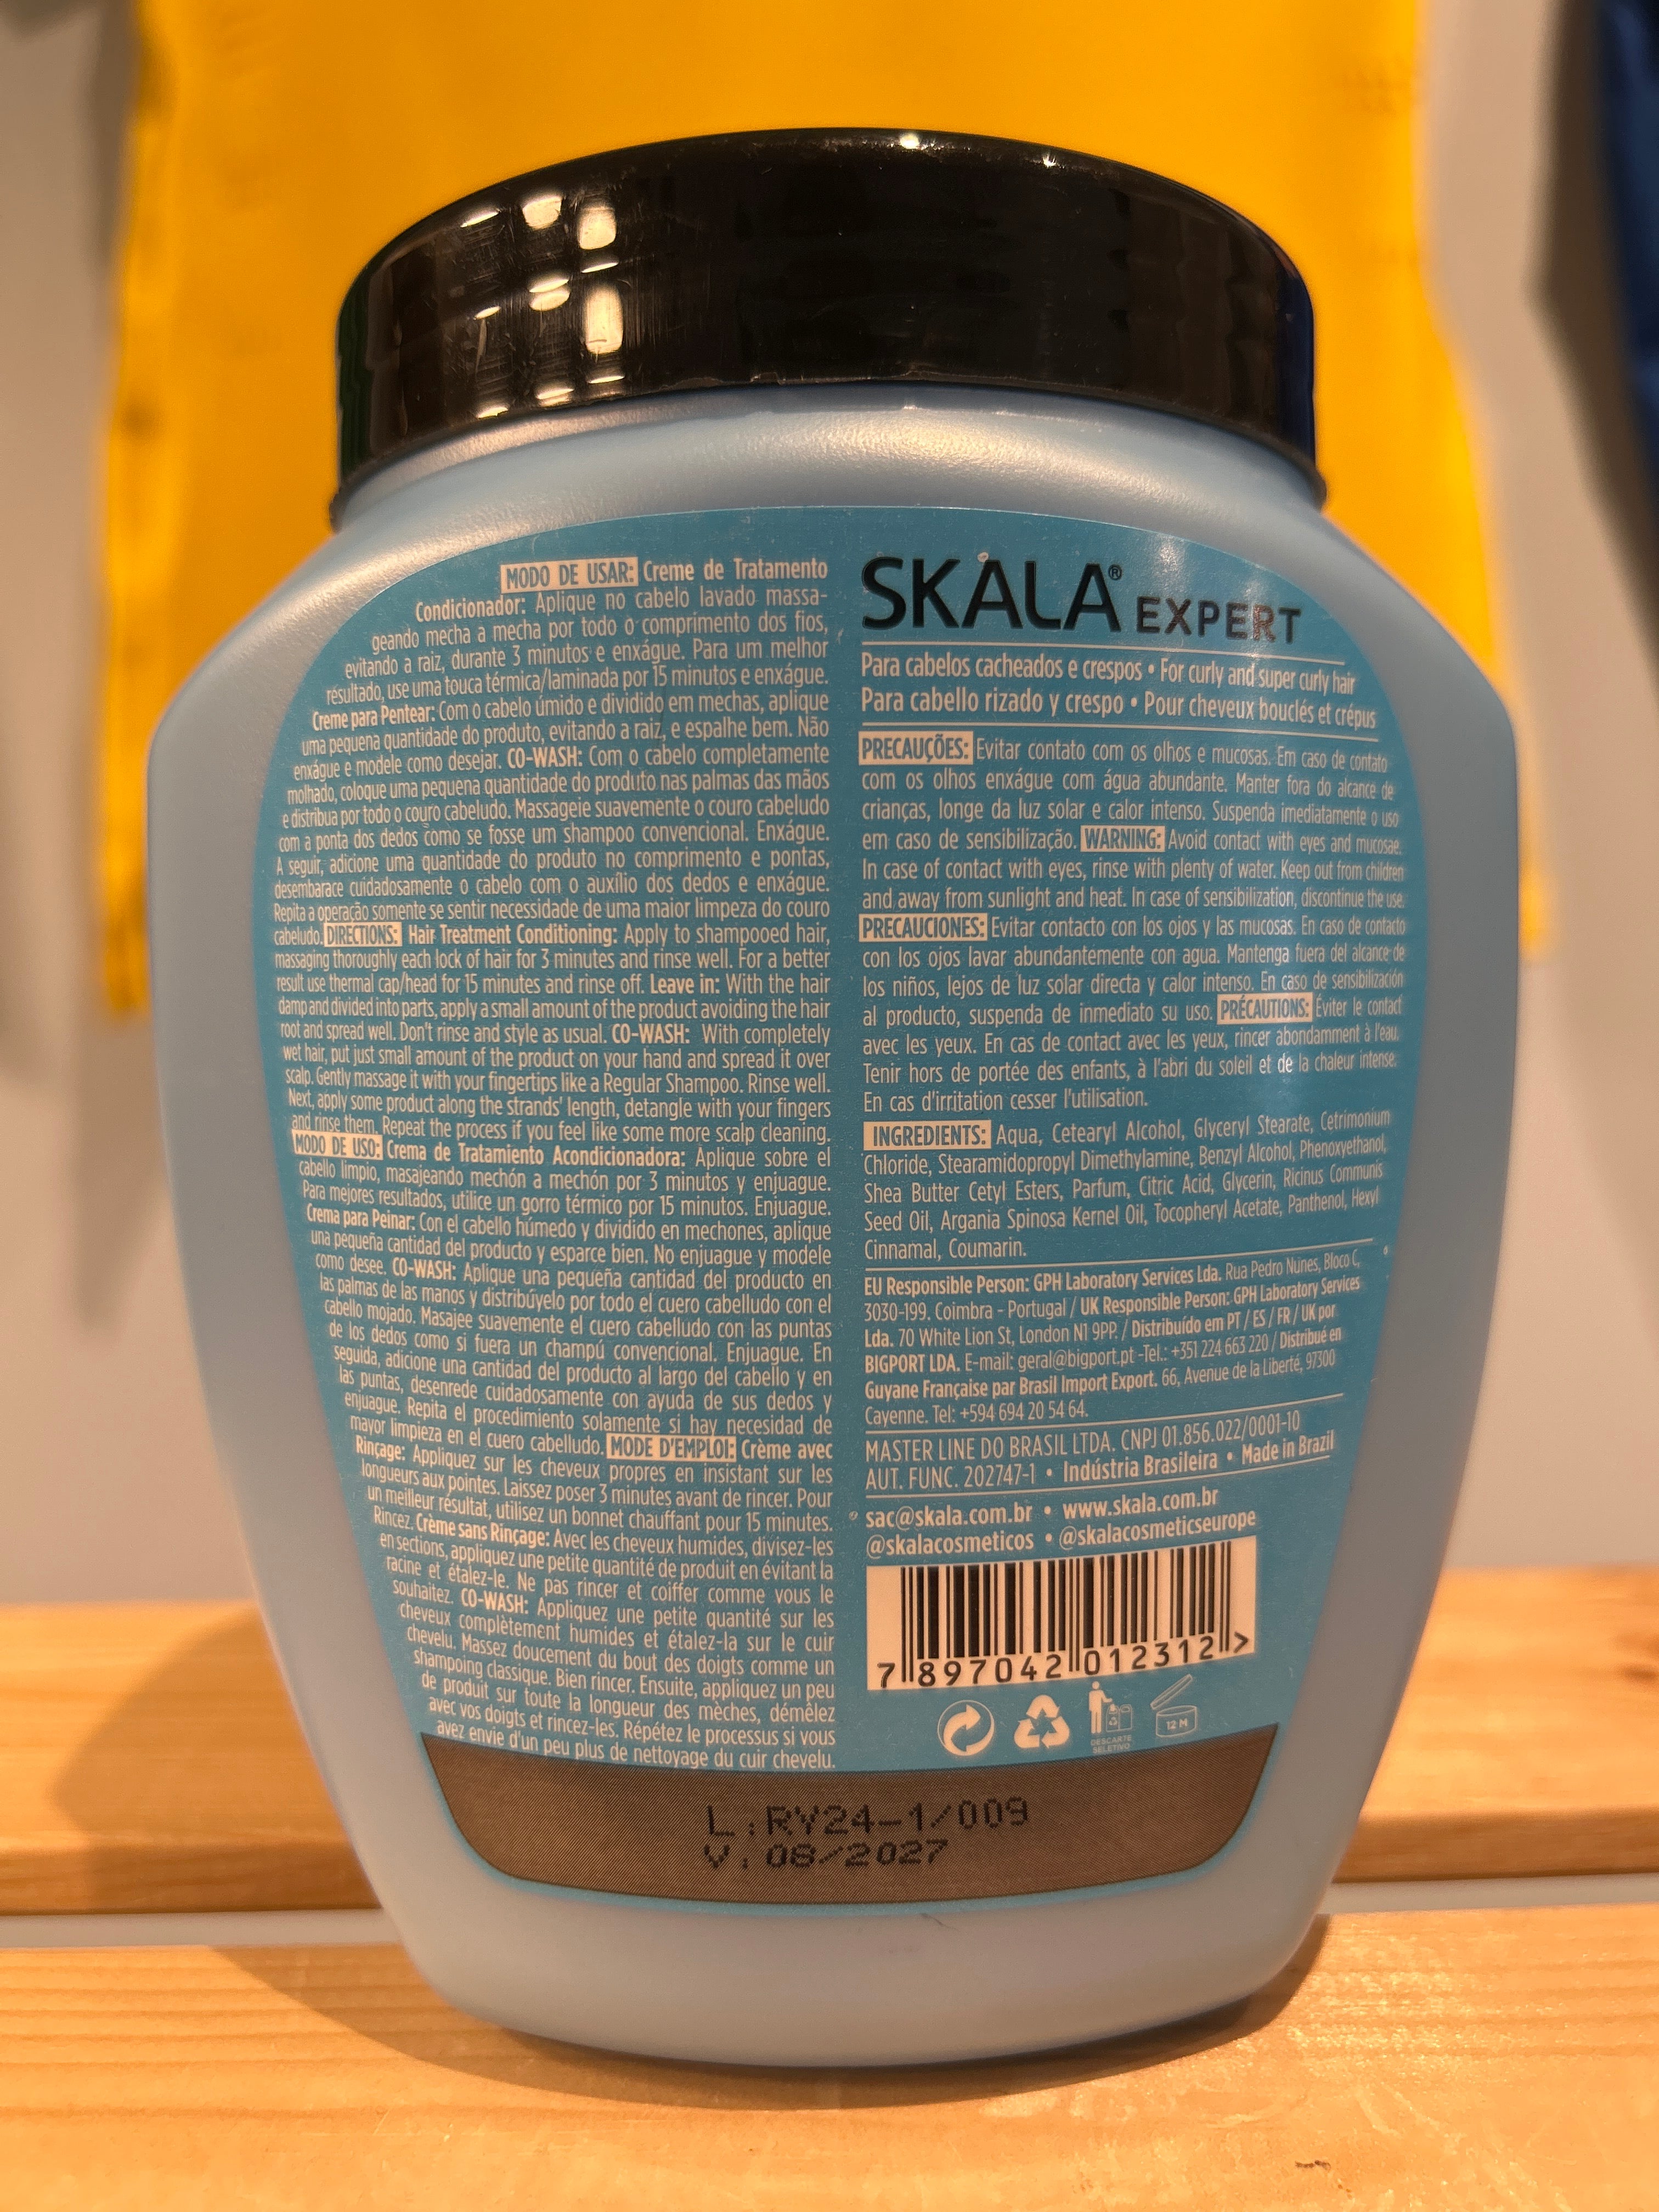 MODO DE USAR: Creme de Tratamento
Condicionador: Aplique no cabelo lavado massa-
geando mecha a mecha por todo o comprimento dos fios,
evitando a raiz, durante 3 minutos e enxágue. Para um melhor
resultado, use uma touca térmica/laminada por 15 minutos e enxágue.
Creme para Pentear: Com o cabelo úmido e dividido em mechas, aplique
uma pequena quantidade do produto, evitando a raiz, e espalhe bem. Não
enxágue e modele como desejar. CO-WASH: Com o cabelo completamente
molhado, coloque uma pequena quantidade do produto nas palmas das mãos
e distribua por todo o couro cabeludo. Massageie suavemente o couro cabeludo
com a ponta dos dedos como se fosse um shampoo convencional. Enxágue.
A seguir, adicione uma quantidade do produto no comprimento e pontas,
desembarace cuidadosamente o cabelo com o auxílio dos dedos e enxágue.
Repita a operação somente se sentir necessidade de uma maior limpeza do couro
cabeludo. DIRECTIONS: Hair Treatment Conditioning: Apply to shampooed hair,
massaging thoroughly each lock of hair for 3 minutes and rinse well. For a better
result use thermal cap/head for 15 minutes and rinse off. Leave in: With the hair
damp and divided into parts, apply a small amount of the product avoiding the hair
root and spread well. Don't rinse and style as usual. CO-WASH: With completely
wet hair, put just small amount of the product on your hand and spread it over
scalp. Gently massage it with your fingertips like a Regular Shampoo. Rinse well.
Next, apply some product along the strands' length, detangle with your fingers
and rinse them. Repeat the process if you feel like some more scalp cleaning.
MODO DE USO: Crema de Tratamiento Acondicionadora: Aplique sobre el
cabello limpio, masajeando mechón a mechón por 3 minutos y enjuague.
Para mejores resultados, utilice un gorro térmico por 15 minutos. Enjuague.
Crema para Peinar: Con el cabello húmedo y dividido en mechones, aplique
una pequeña cantidad del producto y esparce bien. No enjuague y modele
como desee. CO-WASH: Aplique una pequeña cantidad del producto en
las palmas de las manos y distribúyelo por todo el cuero cabelludo con el
cabello mojado. Masajee suavemente el cuero cabelludo con las puntas
de los dedos como si fuera un champú convencional. Enjuague. En
seguida, adicione una cantidad del producto al largo del cabello y en
las puntas, desenrede cuidadosamente con ayuda de sus dedos y
enjuague. Repita el procedimiento solamente si hay necesidad de
mayor limpieza en el cuero cabelludo. MODE D'EMPLOI: Crème avec
Rinçage: Appliquez sur les cheveux propres en insistant sur les
longueurs aux pointes. Laissez poser 3 minutes avant de rincer. Pour
un meilleur résultat, utilisez un bonnet chauffant pour 15 minutes.
Rincez. Crème sans Rinçage: Avec les cheveux humides, divisez-les
en sections, appliquez une petite quantité de produit en évitant la
racine et étalez-le. Ne pas rincer et coiffer comme vous le
souhaitez. CO-WASH: Appliquez une petite quantité sur les
cheveux complètement humides et étalez-la sur le cuir
chevelu. Massez doucement du bout des doigts comme un
shampoing classique. Bien rincer. Ensuite, appliquez un peu
de produit sur toute la longueur des mèches, démêlez
avec vos doigts et rincez-les. Répétez le processus si vous
avez envie d'un peu plus de nettoyage du cuir chevelu.
SKALA® EXPERT
Para cabelos cacheados e crespos • For curly and super curly hair
Para cabello rizado y crespo • Pour cheveux bouclés et crépus
PRECAUÇÕES: Evitar contato com os olhos e mucosas. Em caso de contato
com os olhos enxágue com água abundante. Manter fora do alcance de
crianças, longe da luz solar e calor intenso. Suspenda imediatamente o uso
em caso de sensibilização. WARNING: Avoid contact with eyes and mucosae.
In case of contact with eyes, rinse with plenty of water. Keep out from children
and away from sunlight and heat. In case of sensibilization, discontinue the use.
PRECAUCIONES: Evitar contacto con los ojos y las mucosas. En caso de contacto
con los ojos lavar abundantemente con agua. Mantenga fuera del alcance de
los niños, lejos de luz solar directa y calor intenso. En caso de sensibilización
al producto, suspenda de inmediato su uso. PRÉCAUTIONS: Éviter le contact
avec les yeux. En cas de contact avec les yeux, rincer abondamment à l'eau.
Tenir hors de portée des enfants, à l'abri du soleil et de la chaleur intense.
En cas d'irritation cesser l'utilisation.
INGREDIENTS: Aqua, Cetearyl Alcohol, Glyceryl Stearate, Cetrimonium
Chloride, Stearamidopropyl Dimethylamine, Benzyl Alcohol, Phenoxyethanol,
Shea Butter Cetyl Esters, Parfum, Citric Acid, Glycerin, Ricinus Communis
Seed Oil, Argania Spinosa Kernel Oil, Tocopheryl Acetate, Panthenol, Hexyl
Cinnamal, Coumarin.
EU Responsible Person: GPH Laboratory Services Lda. Rua Pedro Nunes, Bloco C,
3030-199. Coimbra - Portugal / UK Responsible Person: GPH Laboratory Services
Lda. 70 White Lion St, London N1 9PP. / Distribuído em PT / ES / FR / UK por
BIGPORT LDA. E-mail: geral@bigport.pt -Tel.: +351 224 663 220 / Distribué en
Guyane Française par Brasil Import Export. 66, Avenue de la Liberté, 97300
Cayenne. Tel: +594 694 20 54 64.
MASTER LINE DO BRASIL LTDA. CNPJ 01.856.022/0001-10
AUT. FUNC. 202747-1 • Indústria Brasileira • Made in Brazil
sac@skala.com.br • www.skala.com.br
@skalacosmeticos • @skalacosmeticseurope
7 897042 012312 >
DESCARTE
SELETIVO
12 M
L:RY24-1/009
V:08/2027